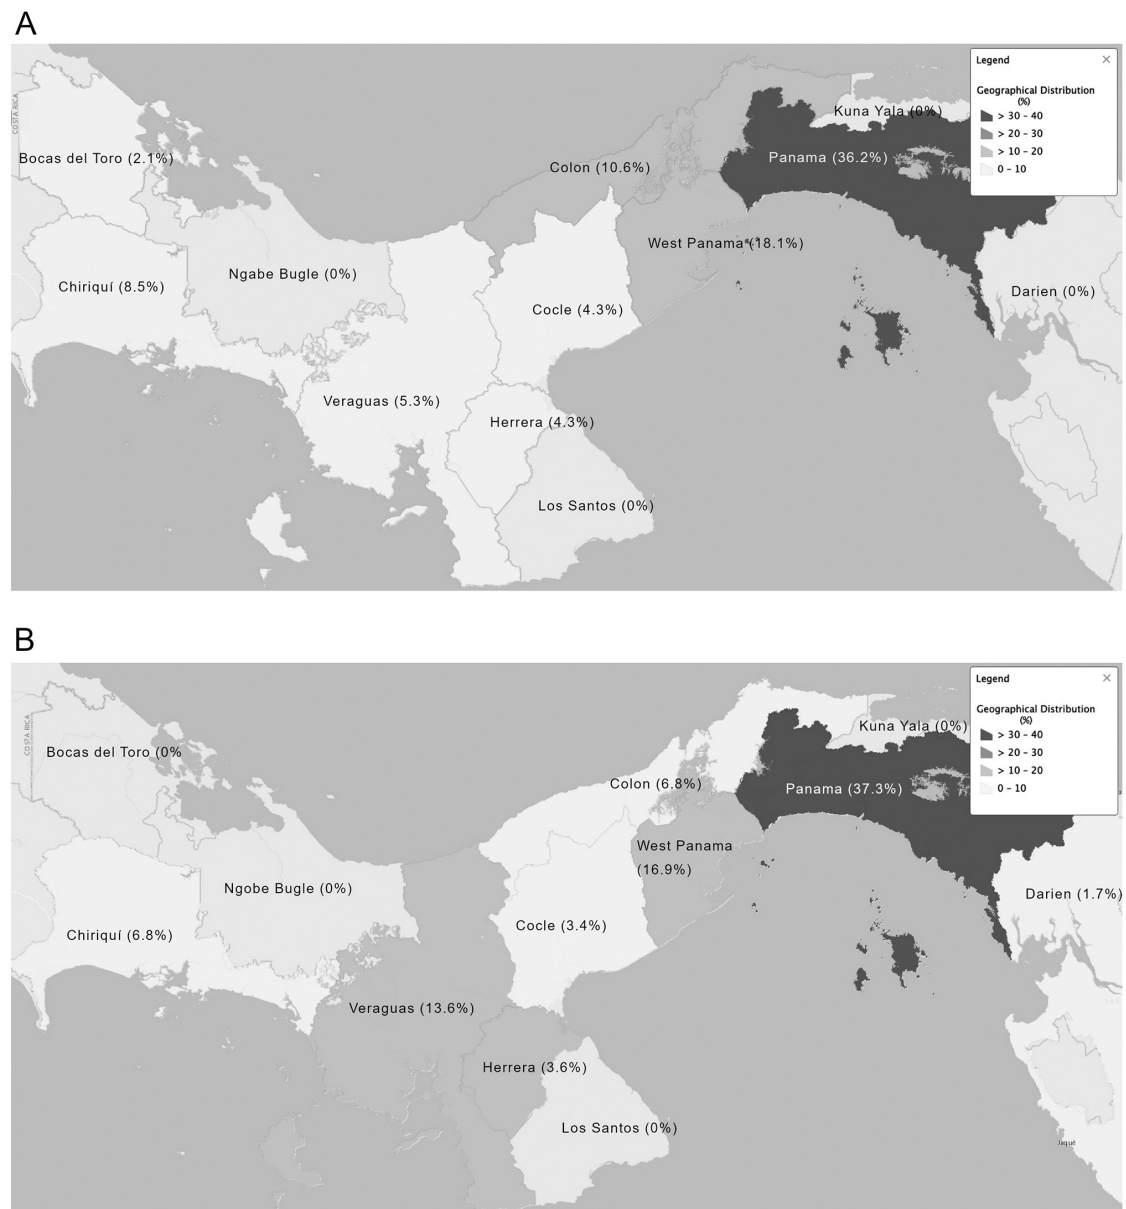 A
Legend ×
Geographical Distribution
(%)
> 30 – 40
> 20 – 30
> 10 – 20
0 – 10
COSTA RICA
Kuna Yala (0%)
Bocas del Toro (2.1%)
Colon (10.6%)
Panama (36.2%)
West Panama (18.1%)
Ngabe Bugle (0%)
Chiriquí (8.5%)
Darien (0%)
Cocle (4.3%)
Veraguas (5.3%)
Herrera (4.3%)
Los Santos (0%)
B
Legend ×
Geographical Distribution
(%)
> 30 – 40
> 20 – 30
> 10 – 20
0 – 10
COSTA RICA
Kuna Yala (0%)
Bocas del Toro (0%
Colon (6.8%)
Panama (37.3%)
West Panama
(16.9%)
Ngobe Bugle (0%)
Darien (1.7%)
Cocle (3.4%)
Chiriquí (6.8%)
Veraguas (13.6%)
Herrera (3.6%)
Los Santos (0%)
Jaqué